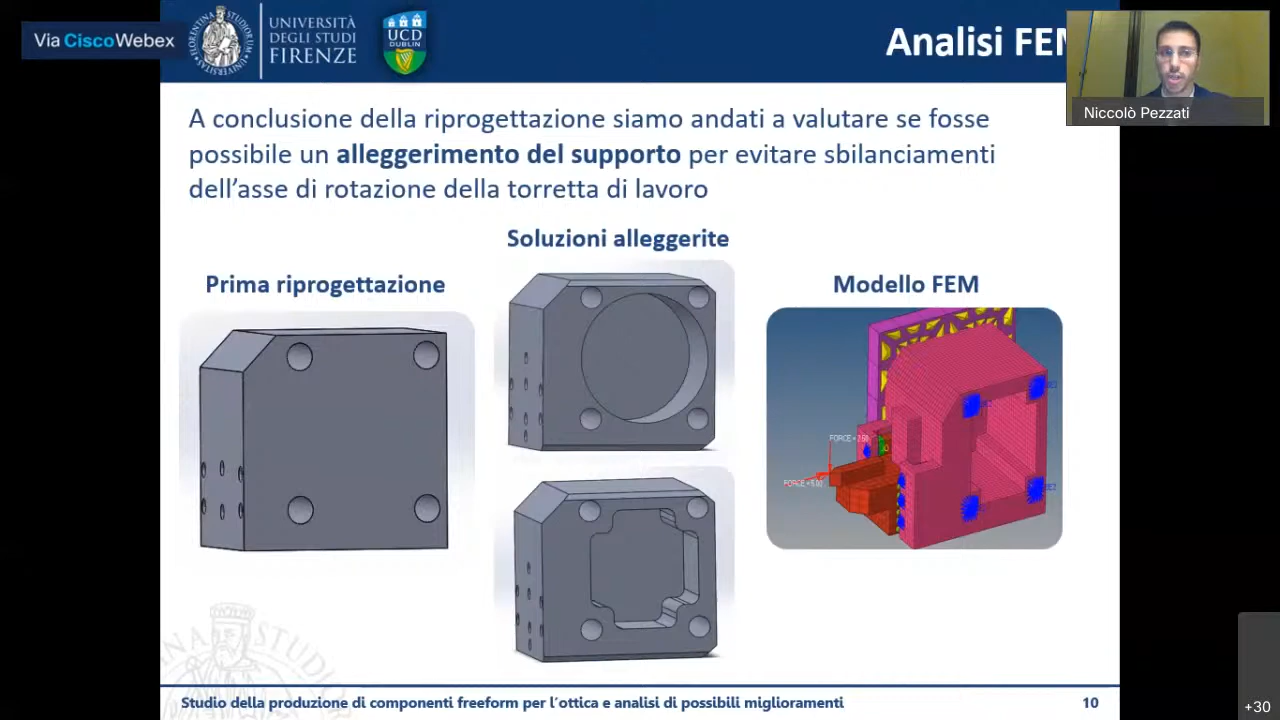 Via CiscoWebex
UNIVERSITÀ
DEGLI STUDI
FIRENZE
UCD
DUBLIN
Analisi FEM
Niccolò Pezzati
A conclusione della riprogettazione siamo andati a valutare se fosse
possibile un alleggerimento del supporto per evitare sbilanciamenti
dell'asse di rotazione della torretta di lavoro
Soluzioni alleggerite
Prima riprogettazione
Modello FEM
Studio della produzione di componenti freeform per l'ottica e analisi di possibili miglioramenti
10
+30